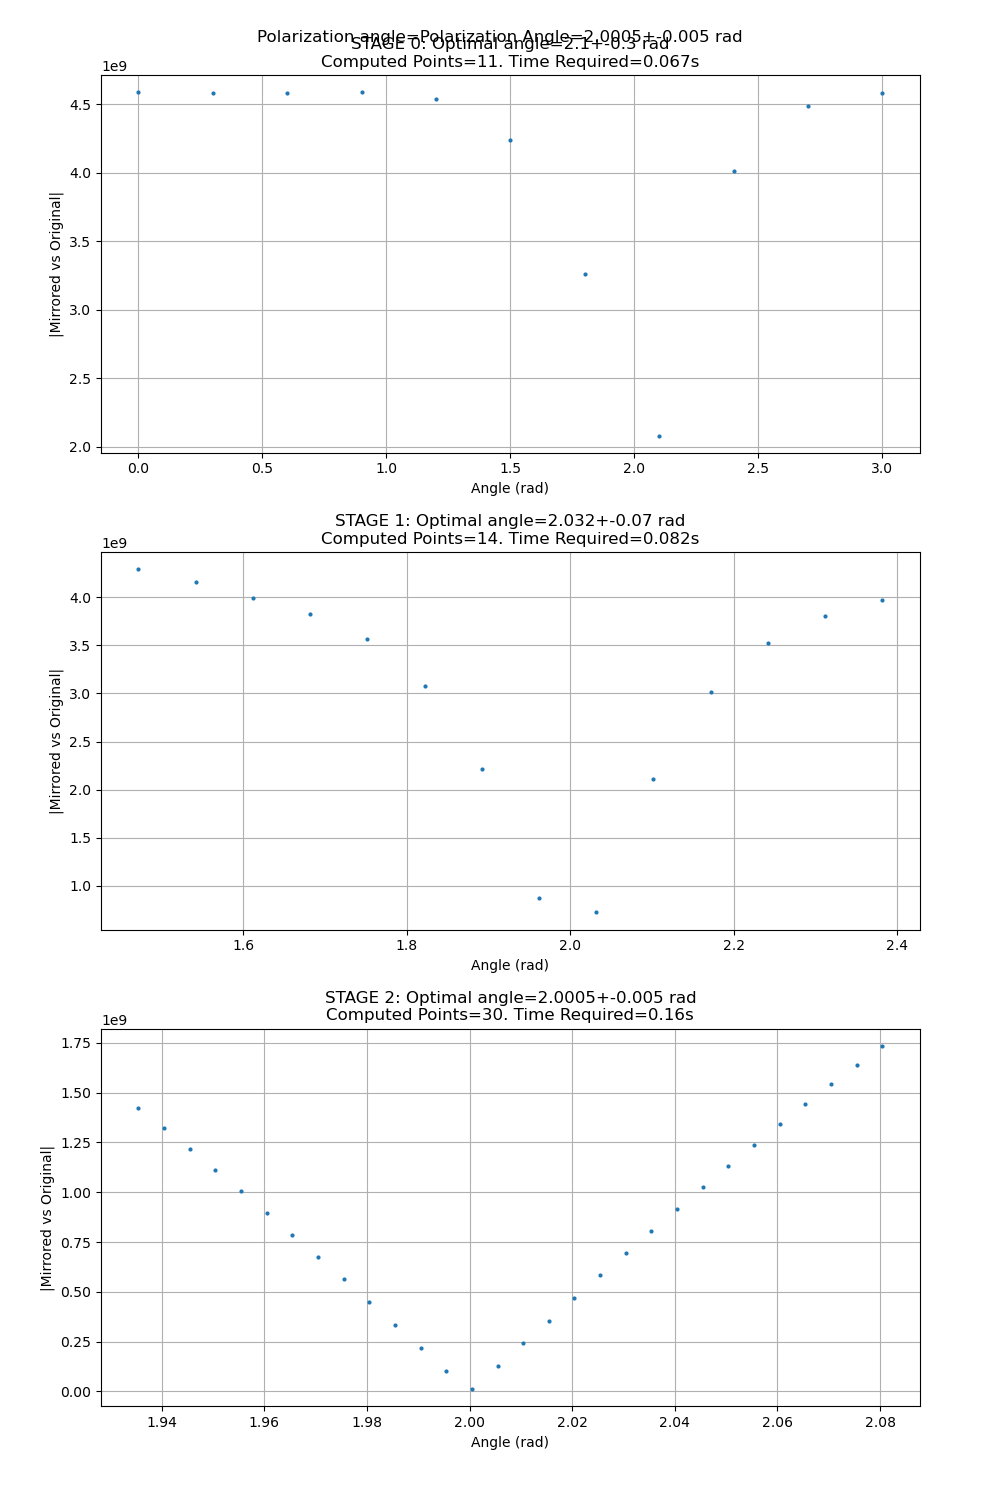 Polarization angle=Polarization Angle=2.0005+-0.005 rad
STAGE 0: Optimal angle=2.1+-0.3 rad
Computed Points=11. Time Required=0.067s
1e9
4.5
4.0
3.5
3.0
2.5
2.0
|Mirrored vs Original|
0.0 0.5 1.0 1.5 2.0 2.5 3.0
Angle (rad)
STAGE 1: Optimal angle=2.032+-0.07 rad
Computed Points=14. Time Required=0.082s
1e9
4.0
3.5
3.0
2.5
2.0
1.5
1.0
|Mirrored vs Original|
1.6 1.8 2.0 2.2 2.4
Angle (rad)
STAGE 2: Optimal angle=2.0005+-0.005 rad
Computed Points=30. Time Required=0.16s
1e9
1.75
1.50
1.25
1.00
0.75
0.50
0.25
0.00
|Mirrored vs Original|
1.94 1.96 1.98 2.00 2.02 2.04 2.06 2.08
Angle (rad)